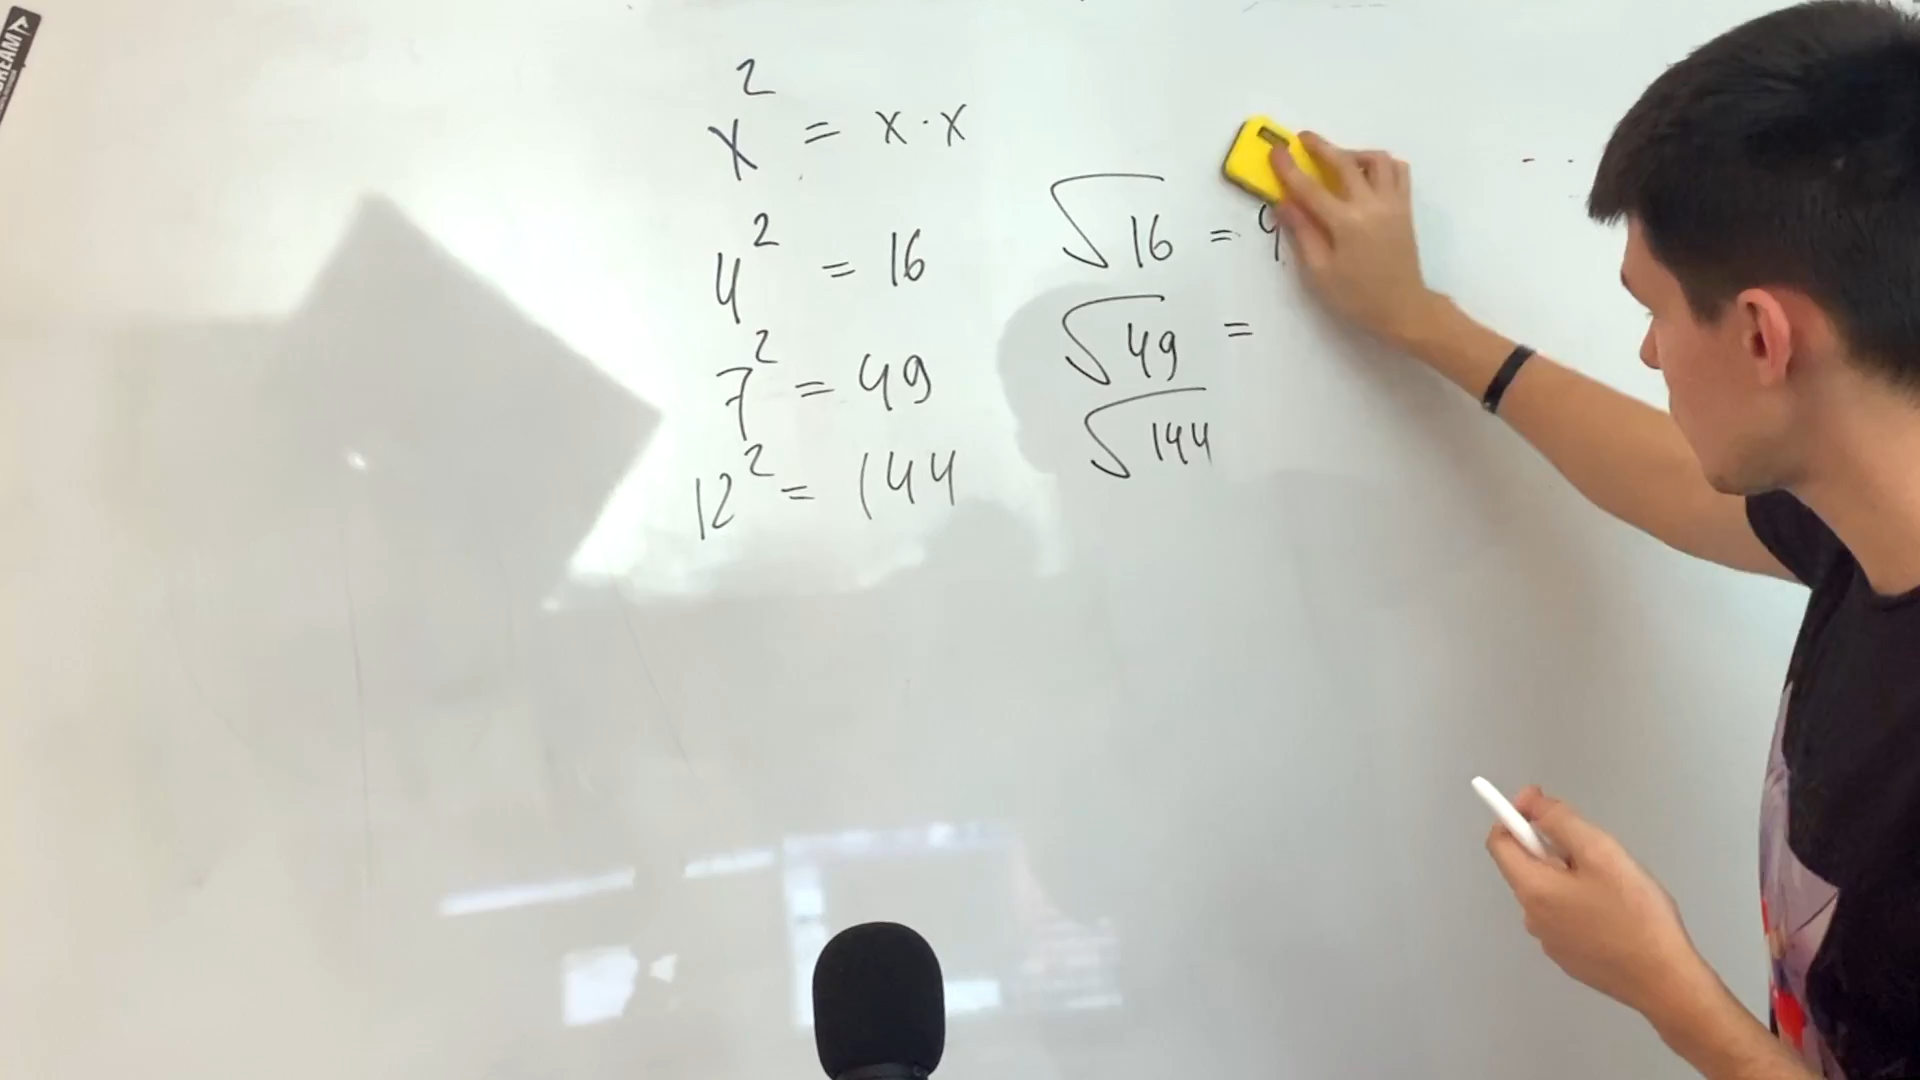 x² = x · x
4² = 16
7² = 49
12² = 144
√16 = 4
√49 =
√144